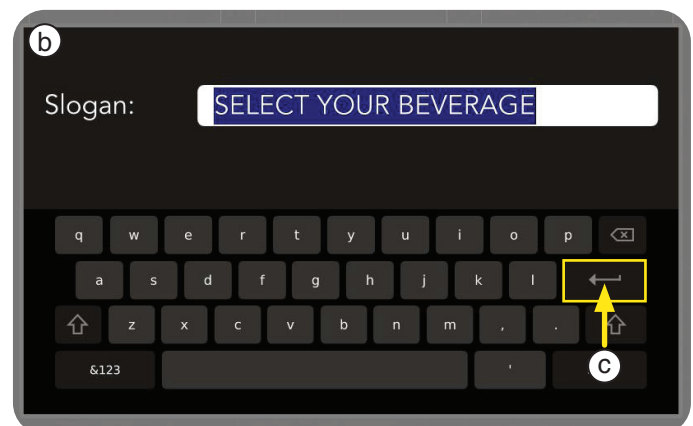 b
Slogan: SELECT YOUR BEVERAGE
q w e r t y u i o p
a s d f g h j k l
z x c v b n m , .
&123 '
c